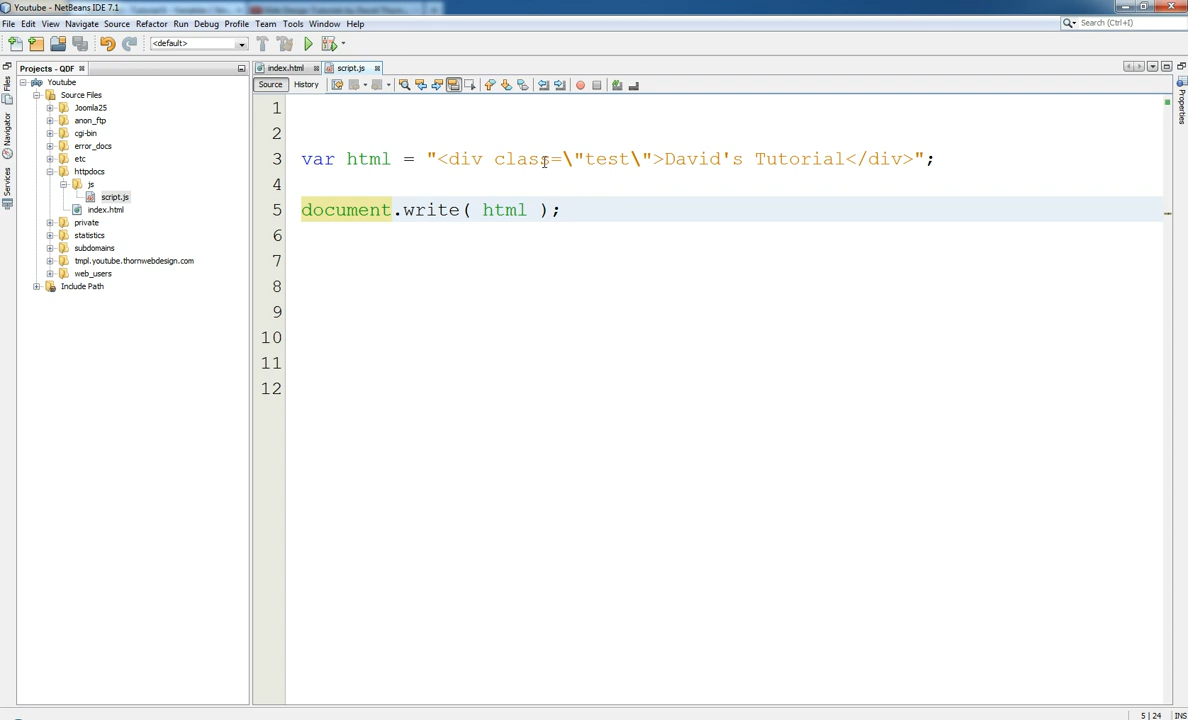 Youtube - NetBeans IDE 7.1
File Edit View Navigate Source Refactor Run Debug Profile Team Tools Window Help
Search (Ctrl+I)
<default>
Projects - QDF
index.html script.js
Source History
Files
Navigator
Services
Properties
Youtube
Source Files
Joomla25
anon_ftp
cgi-bin
error_docs
etc
httpdocs
js
script.js
index.html
private
statistics
subdomains
tmpl.youtube.thornwebdesign.com
web_users
Include Path
1
2
3 var html = "<div class=\"test\">David's Tutorial</div>";
4
5 document.write( html );
6
7
8
9
10
11
12
5 | 24 INS